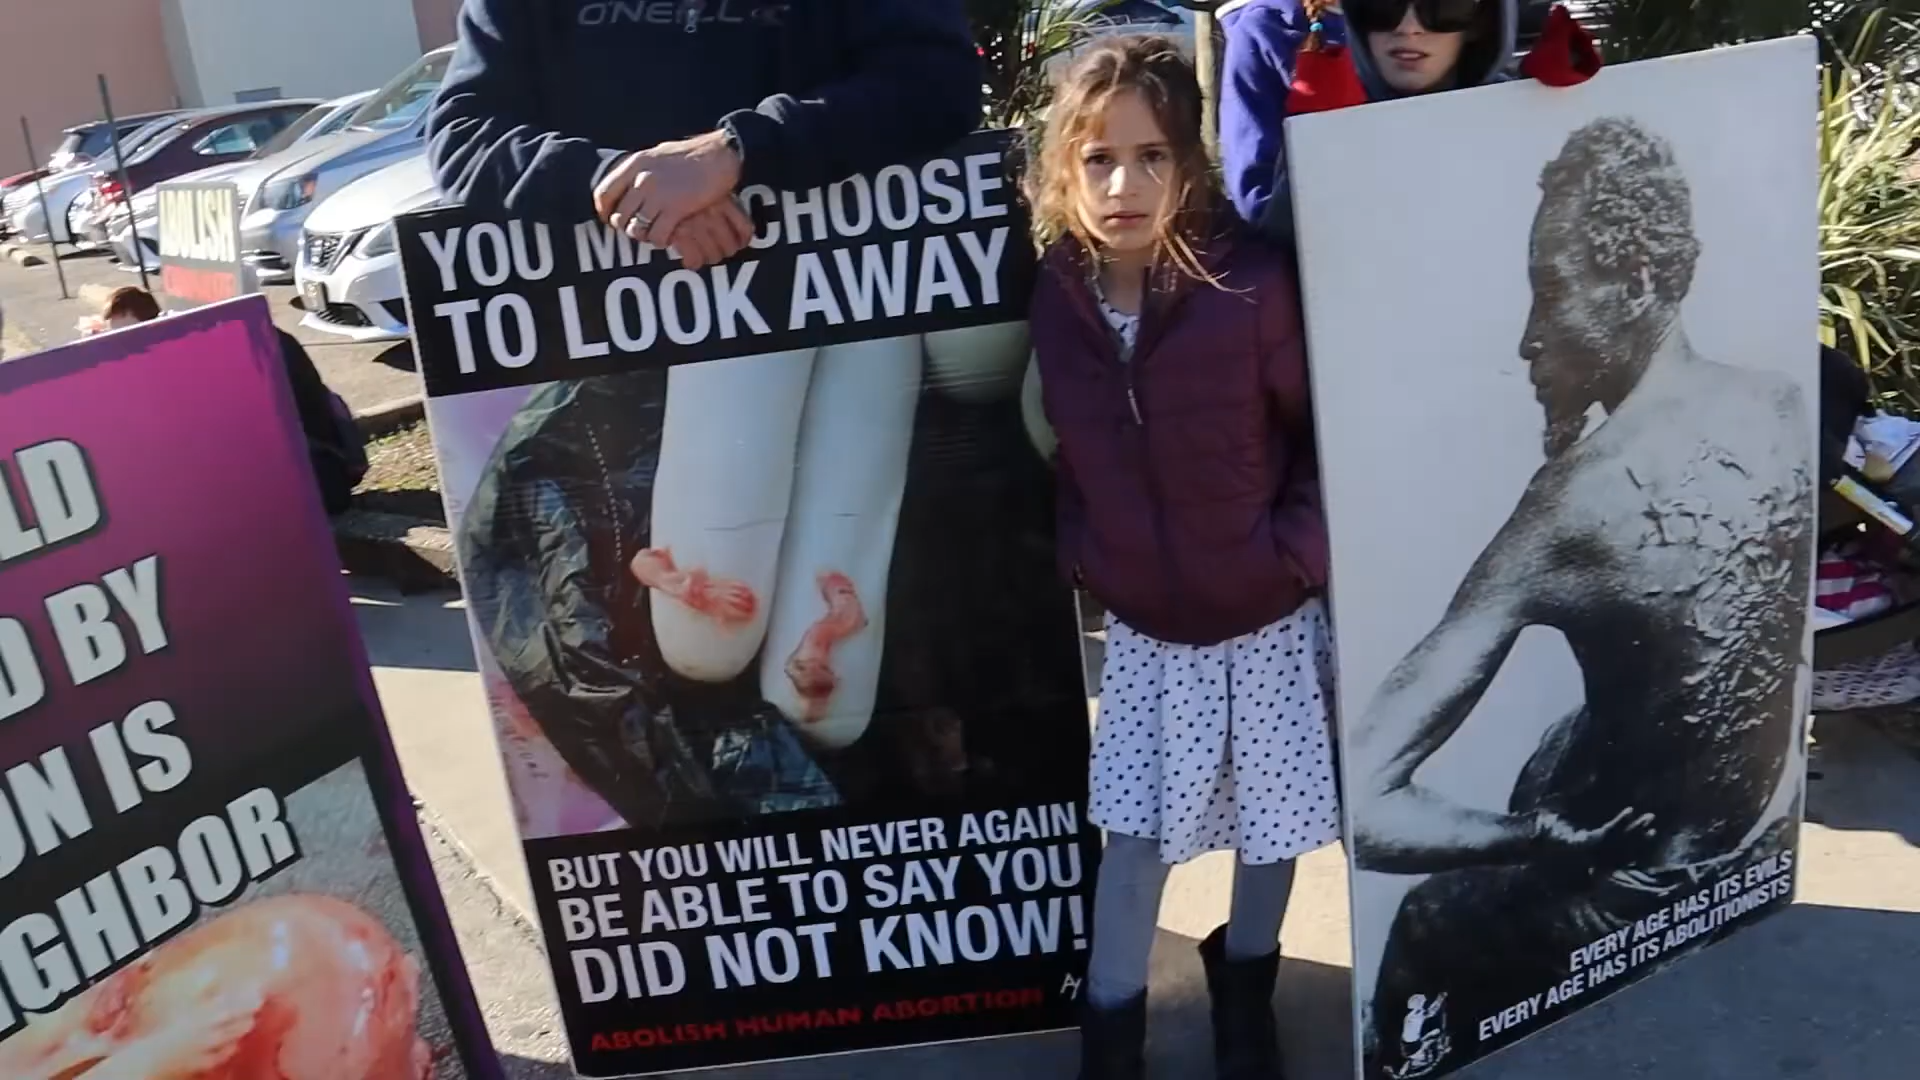 O'NEILL
ABOLISH
YOU MA CHOOSE
TO LOOK AWAY
BUT YOU WILL NEVER AGAIN
BE ABLE TO SAY YOU
DID NOT KNOW!
ABOLISH HUMAN ABORTION
LD
D BY
ON IS
IGHBOR
EVERY AGE HAS ITS EVILS
EVERY AGE HAS ITS ABOLITIONISTS